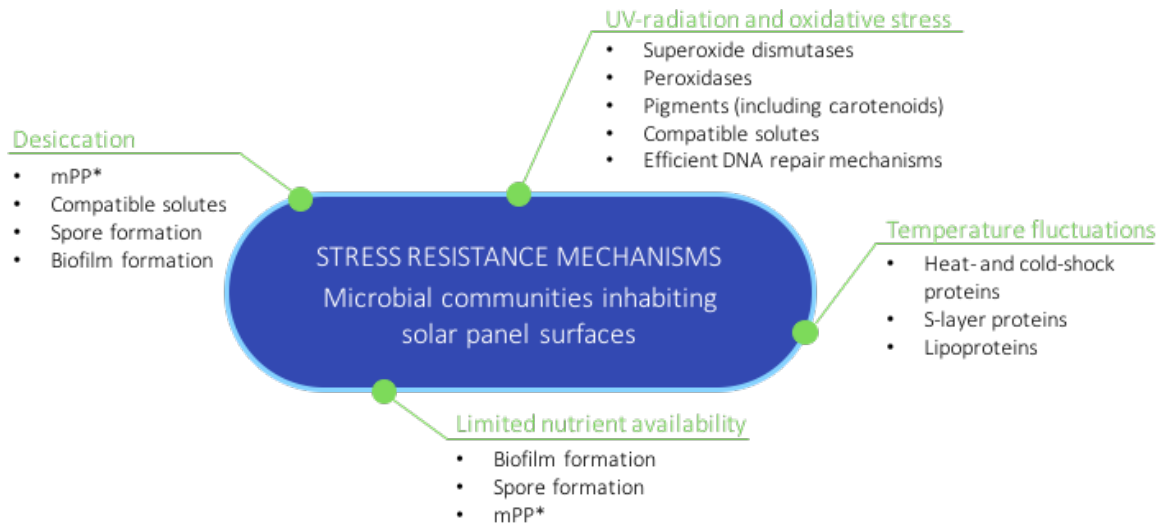 UV-radiation and oxidative stress
• Superoxide dismutases
• Peroxidases
• Pigments (including carotenoids)
• Compatible solutes
• Efficient DNA repair mechanisms
Desiccation
• mPP*
• Compatible solutes
• Spore formation
• Biofilm formation
STRESS RESISTANCE MECHANISMS
Microbial communities inhabiting
solar panel surfaces
Temperature fluctuations
• Heat- and cold-shock
proteins
• S-layer proteins
• Lipoproteins
Limited nutrient availability
• Biofilm formation
• Spore formation
• mPP*